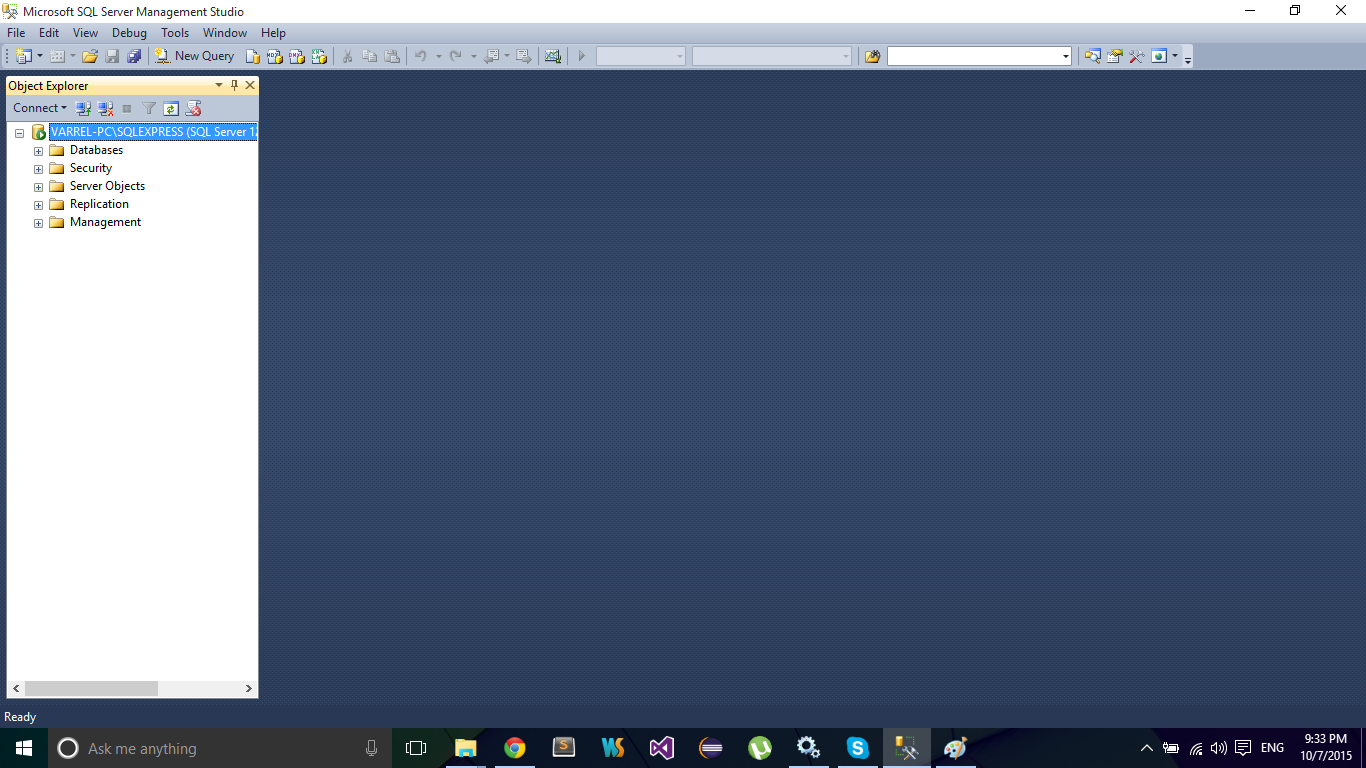 Microsoft SQL Server Management Studio
File Edit View Debug Tools Window Help
New Query
Object Explorer
Connect
VARREL-PC\SQLEXPRESS (SQL Server 12
Databases
Security
Server Objects
Replication
Management
Ready
Ask me anything
ENG
9:33 PM
10/7/2015